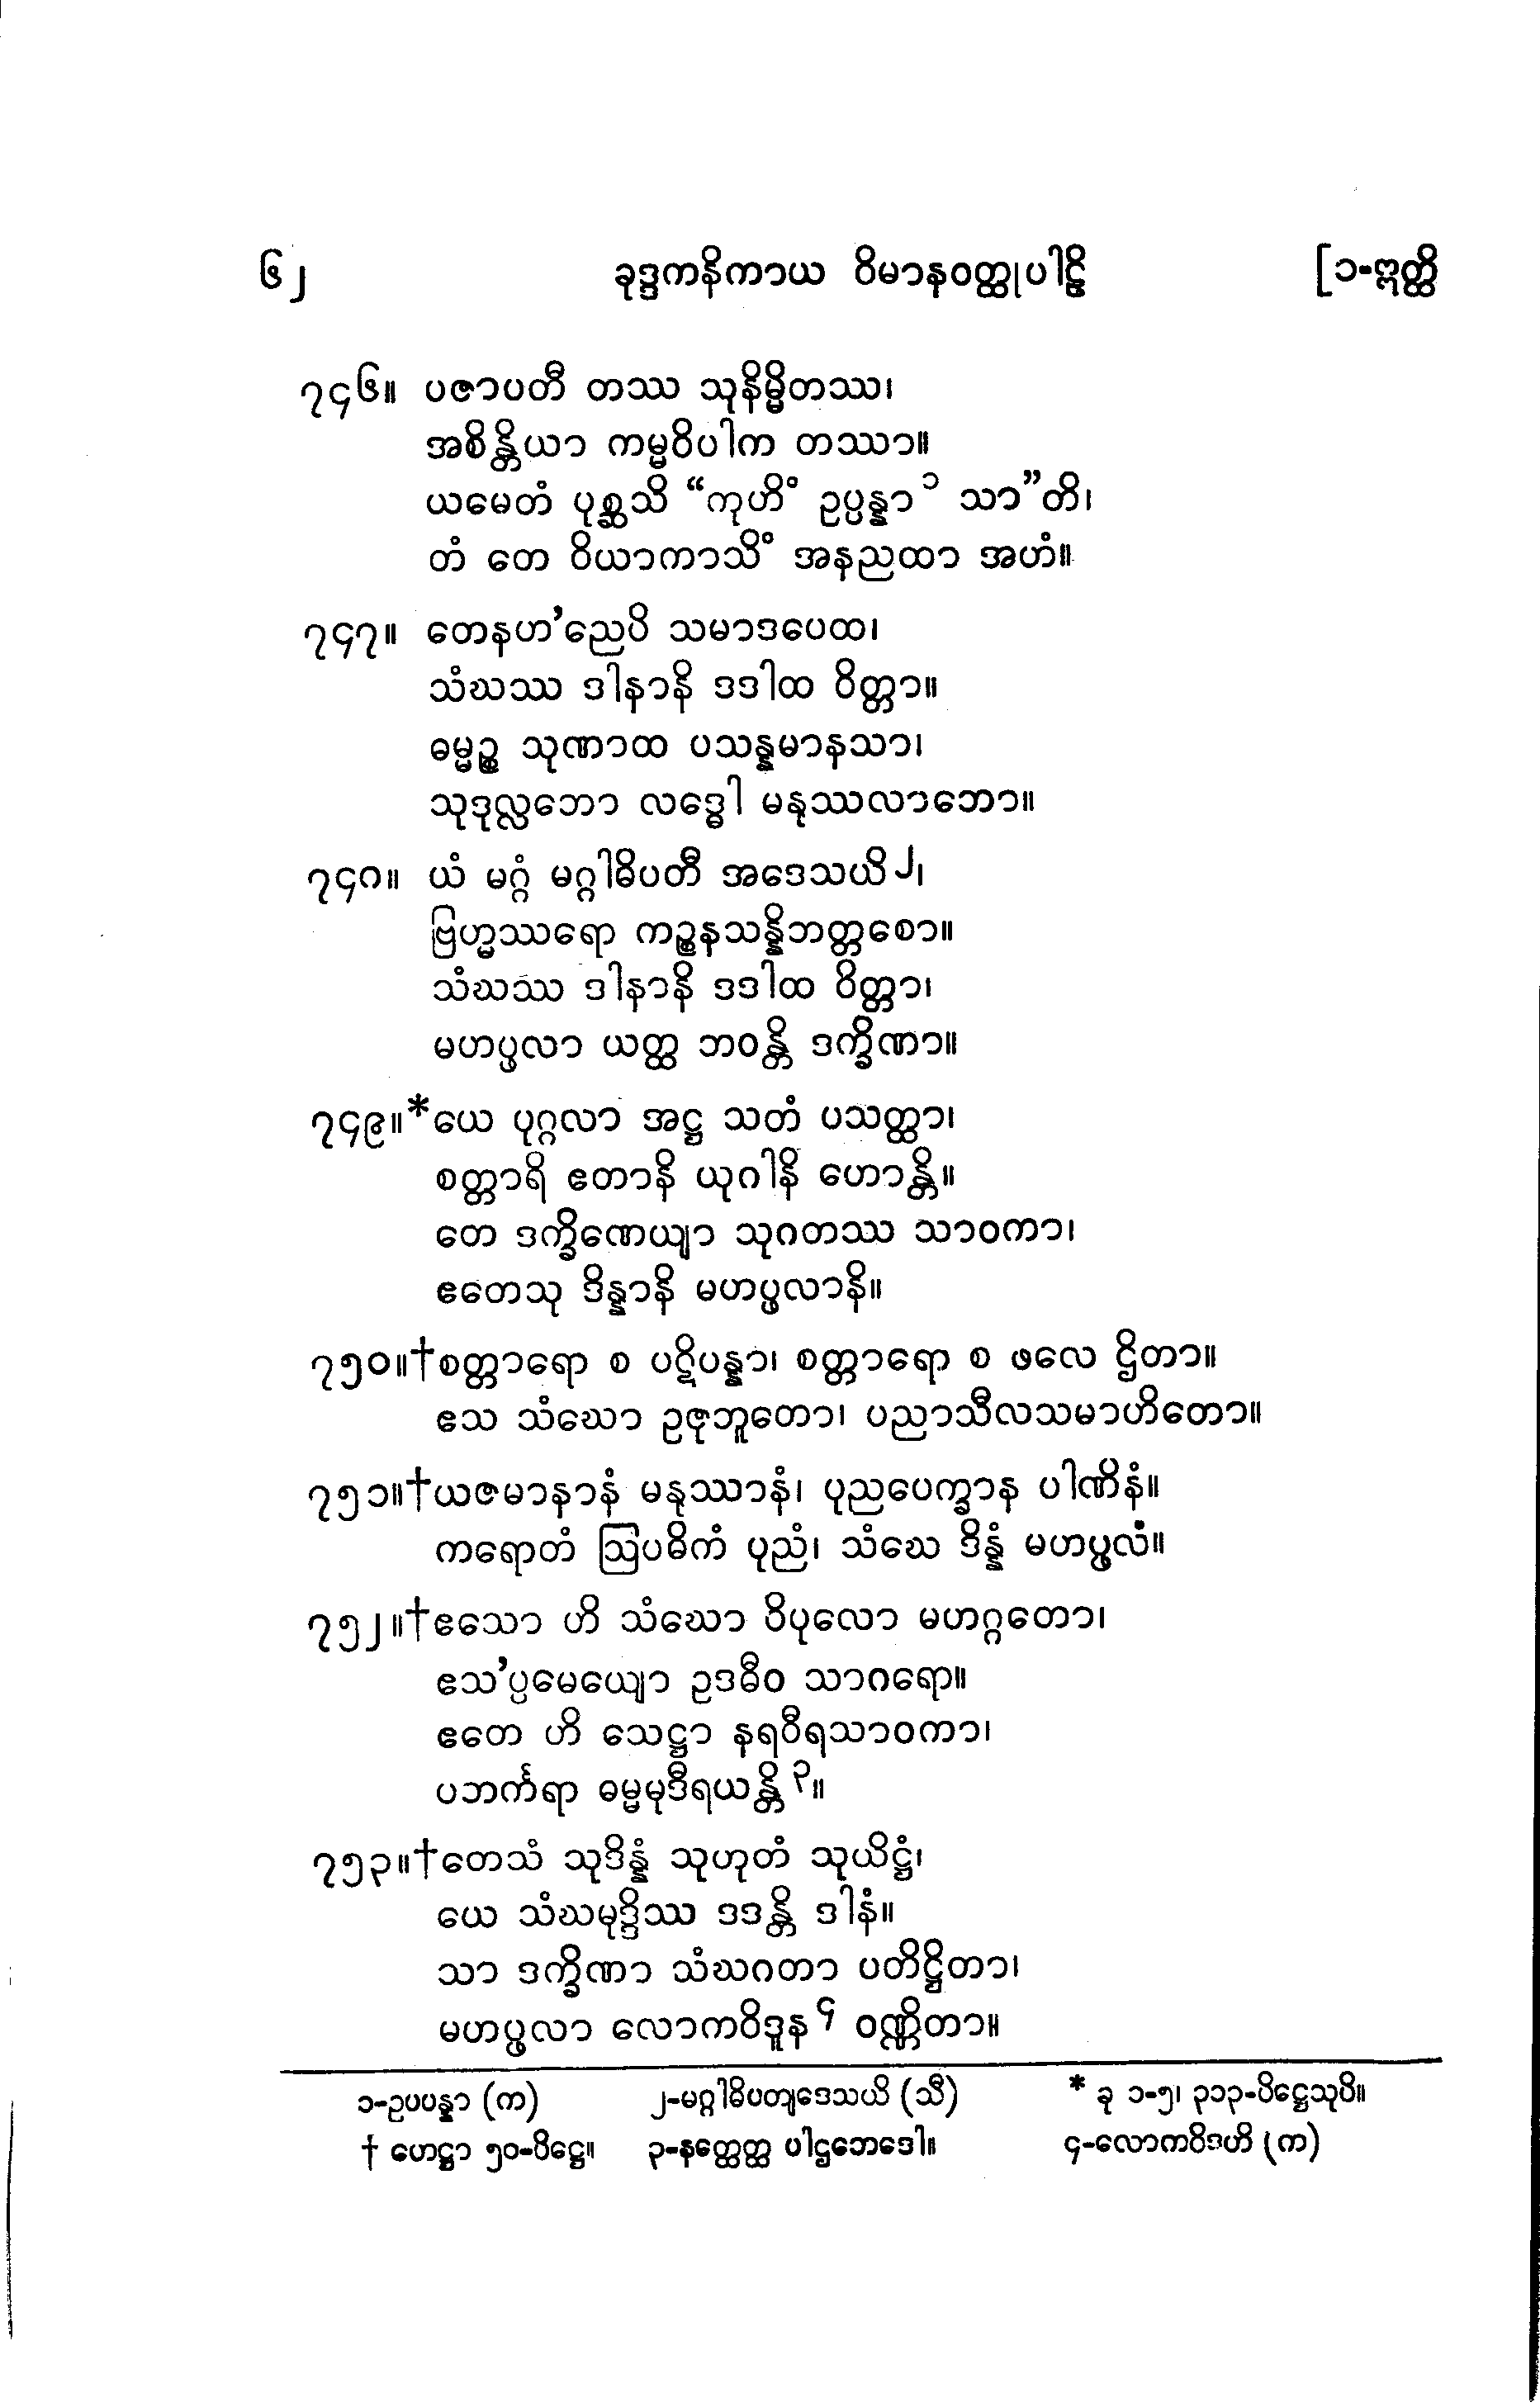 ၆၂ ခုဒ္ဒကနိကာယ ဝိမာနဝတ္ထုပါဠိ [၁-ဣတ္ထိ
၇၄၆။ ပဇာပတီ တဿ သုနိမ္မိတဿ၊
အစိန္တိယာ ကမ္မဝိပါက တဿာ။
ယမေတံ ပုစ္ဆသိ “ကုဟိံ ဥပ္ပန္နာ ၁ သာ”တိ၊
တံ တေ ဝိယာကာသိံ အနညထာ အဟံ။
၇၄၇။ တေနဟ’ညေပိ သမာဒပေထ၊
သံဃဿ ဒါနာနိ ဒဒါထ ဝိတ္တာ။
ဓမ္မဉ္စ သုဏာထ ပသန္နမာနသာ၊
သုဒုလ္လဘော လဒ္ဓေါ မနုဿလာဘော။
၇၄၈။ ယံ မဂ္ဂံ မဂ္ဂါဓိပတီ အဒေသယိ ၂၊
ဗြဟ္မဿရော ကဉ္စနသန္နိဘတ္တစော။
သံဃဿ ဒါနာနိ ဒဒါထ ဝိတ္တာ၊
မဟပ္ဖလာ ယတ္ထ ဘဝန္တိ ဒက္ခိဏာ။
၇၄၉။*ယေ ပုဂ္ဂလာ အဋ္ဌ သတံ ပသတ္ထာ၊
စတ္တာရိ ဧတာနိ ယုဂါနိ ဟောန္တိ။
တေ ဒက္ခိဏေယျာ သုဂတဿ သာဝကာ၊
ဧတေသု ဒိန္နာနိ မဟပ္ဖလာနိ။
၇၅၀။†စတ္တာရော စ ပဋိပန္နာ၊ စတ္တာရော စ ဖလေ ဌိတာ။
ဧသ သံဃော ဥဇုဘူတော၊ ပညာသီလသမာဟိတော။
၇၅၁။†ယဇမာနာနံ မနုဿာနံ၊ ပုညပေက္ခာန ပါဏိနံ။
ကရောတံ ဩပဓိကံ ပုညံ၊ သံဃေ ဒိန္နံ မဟပ္ဖလံ။
၇၅၂။†ဧသော ဟိ သံဃော ဝိပုလော မဟဂ္ဂတော၊
ဧသ’ပ္ပမေယျော ဥဒဓီဝ သာဂရော။
ဧတေ ဟိ သေဋ္ဌာ နရဝီရသာဝကာ၊
ပဘင်္ကရာ ဓမ္မမုဒီရယန္တိ ၃။
၇၅၃။†တေသံ သုဒိန္နံ သုဟုတံ သုယိဋ္ဌံ၊
ယေ သံဃမုဒ္ဒိဿ ဒဒန္တိ ဒါနံ။
သာ ဒက္ခိဏာ သံဃဂတာ ပတိဋ္ဌိတာ၊
မဟပ္ဖလာ လောကဝိဒူန ၄ ဝဏ္ဏိတာ။
၁-ဥပပန္နာ (က) ၂-မဂ္ဂါဓိပတျဒေသယိ (သီ) * ခု ၁-၅၊ ၃၁၃-ပိဋ္ဌေသုပိ။
† ဟေဋ္ဌာ ၅၀-ပိဋ္ဌေ။ ၃-နတ္ထေတ္ထ ပါဌဘေဒေါ။ ၄-လောကဝိဒဟိ (က)